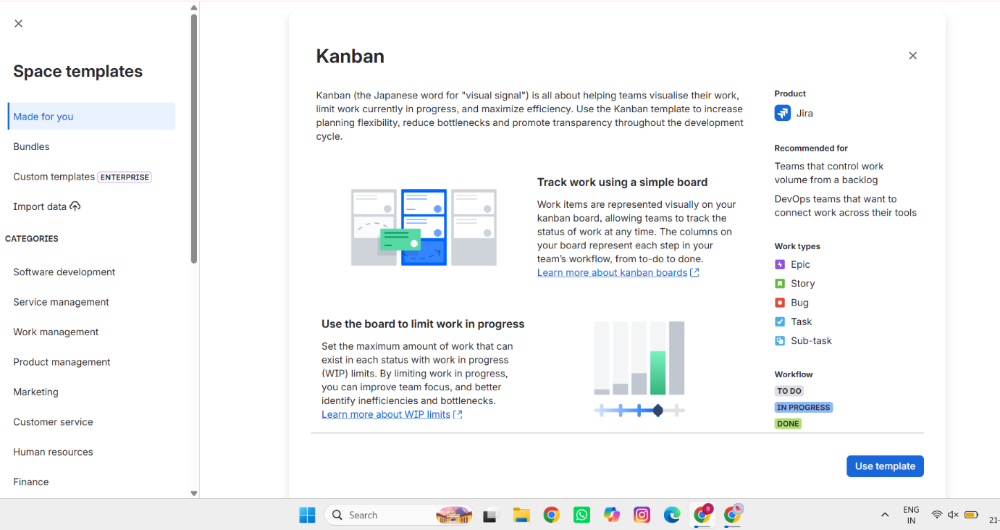 Space templates
Made for you
Bundles
Custom templates ENTERPRISE
Import data
CATEGORIES
Software development
Service management
Work management
Product management
Marketing
Customer service
Human resources
Finance
Kanban
Kanban (the Japanese word for "visual signal") is all about helping teams visualise their work,
limit work currently in progress, and maximize efficiency. Use the Kanban template to increase
planning flexibility, reduce bottlenecks and promote transparency throughout the development
cycle.
Track work using a simple board
Work items are represented visually on your
kanban board, allowing teams to track the
status of work at any time. The columns on
your board represent each step in your
team's workflow, from to-do to done.
Learn more about kanban boards
Use the board to limit work in progress
Set the maximum amount of work that can
exist in each status with work in progress
(WIP) limits. By limiting work in progress,
you can improve team focus, and better
identify inefficiencies and bottlenecks.
Learn more about WIP limits
Product
Jira
Recommended for
Teams that control work
volume from a backlog
DevOps teams that want to
connect work across their tools
Work types
Epic
Story
Bug
Task
Sub-task
Workflow
TO DO
IN PROGRESS
DONE
Use template
Search
B
ENG
IN
21-